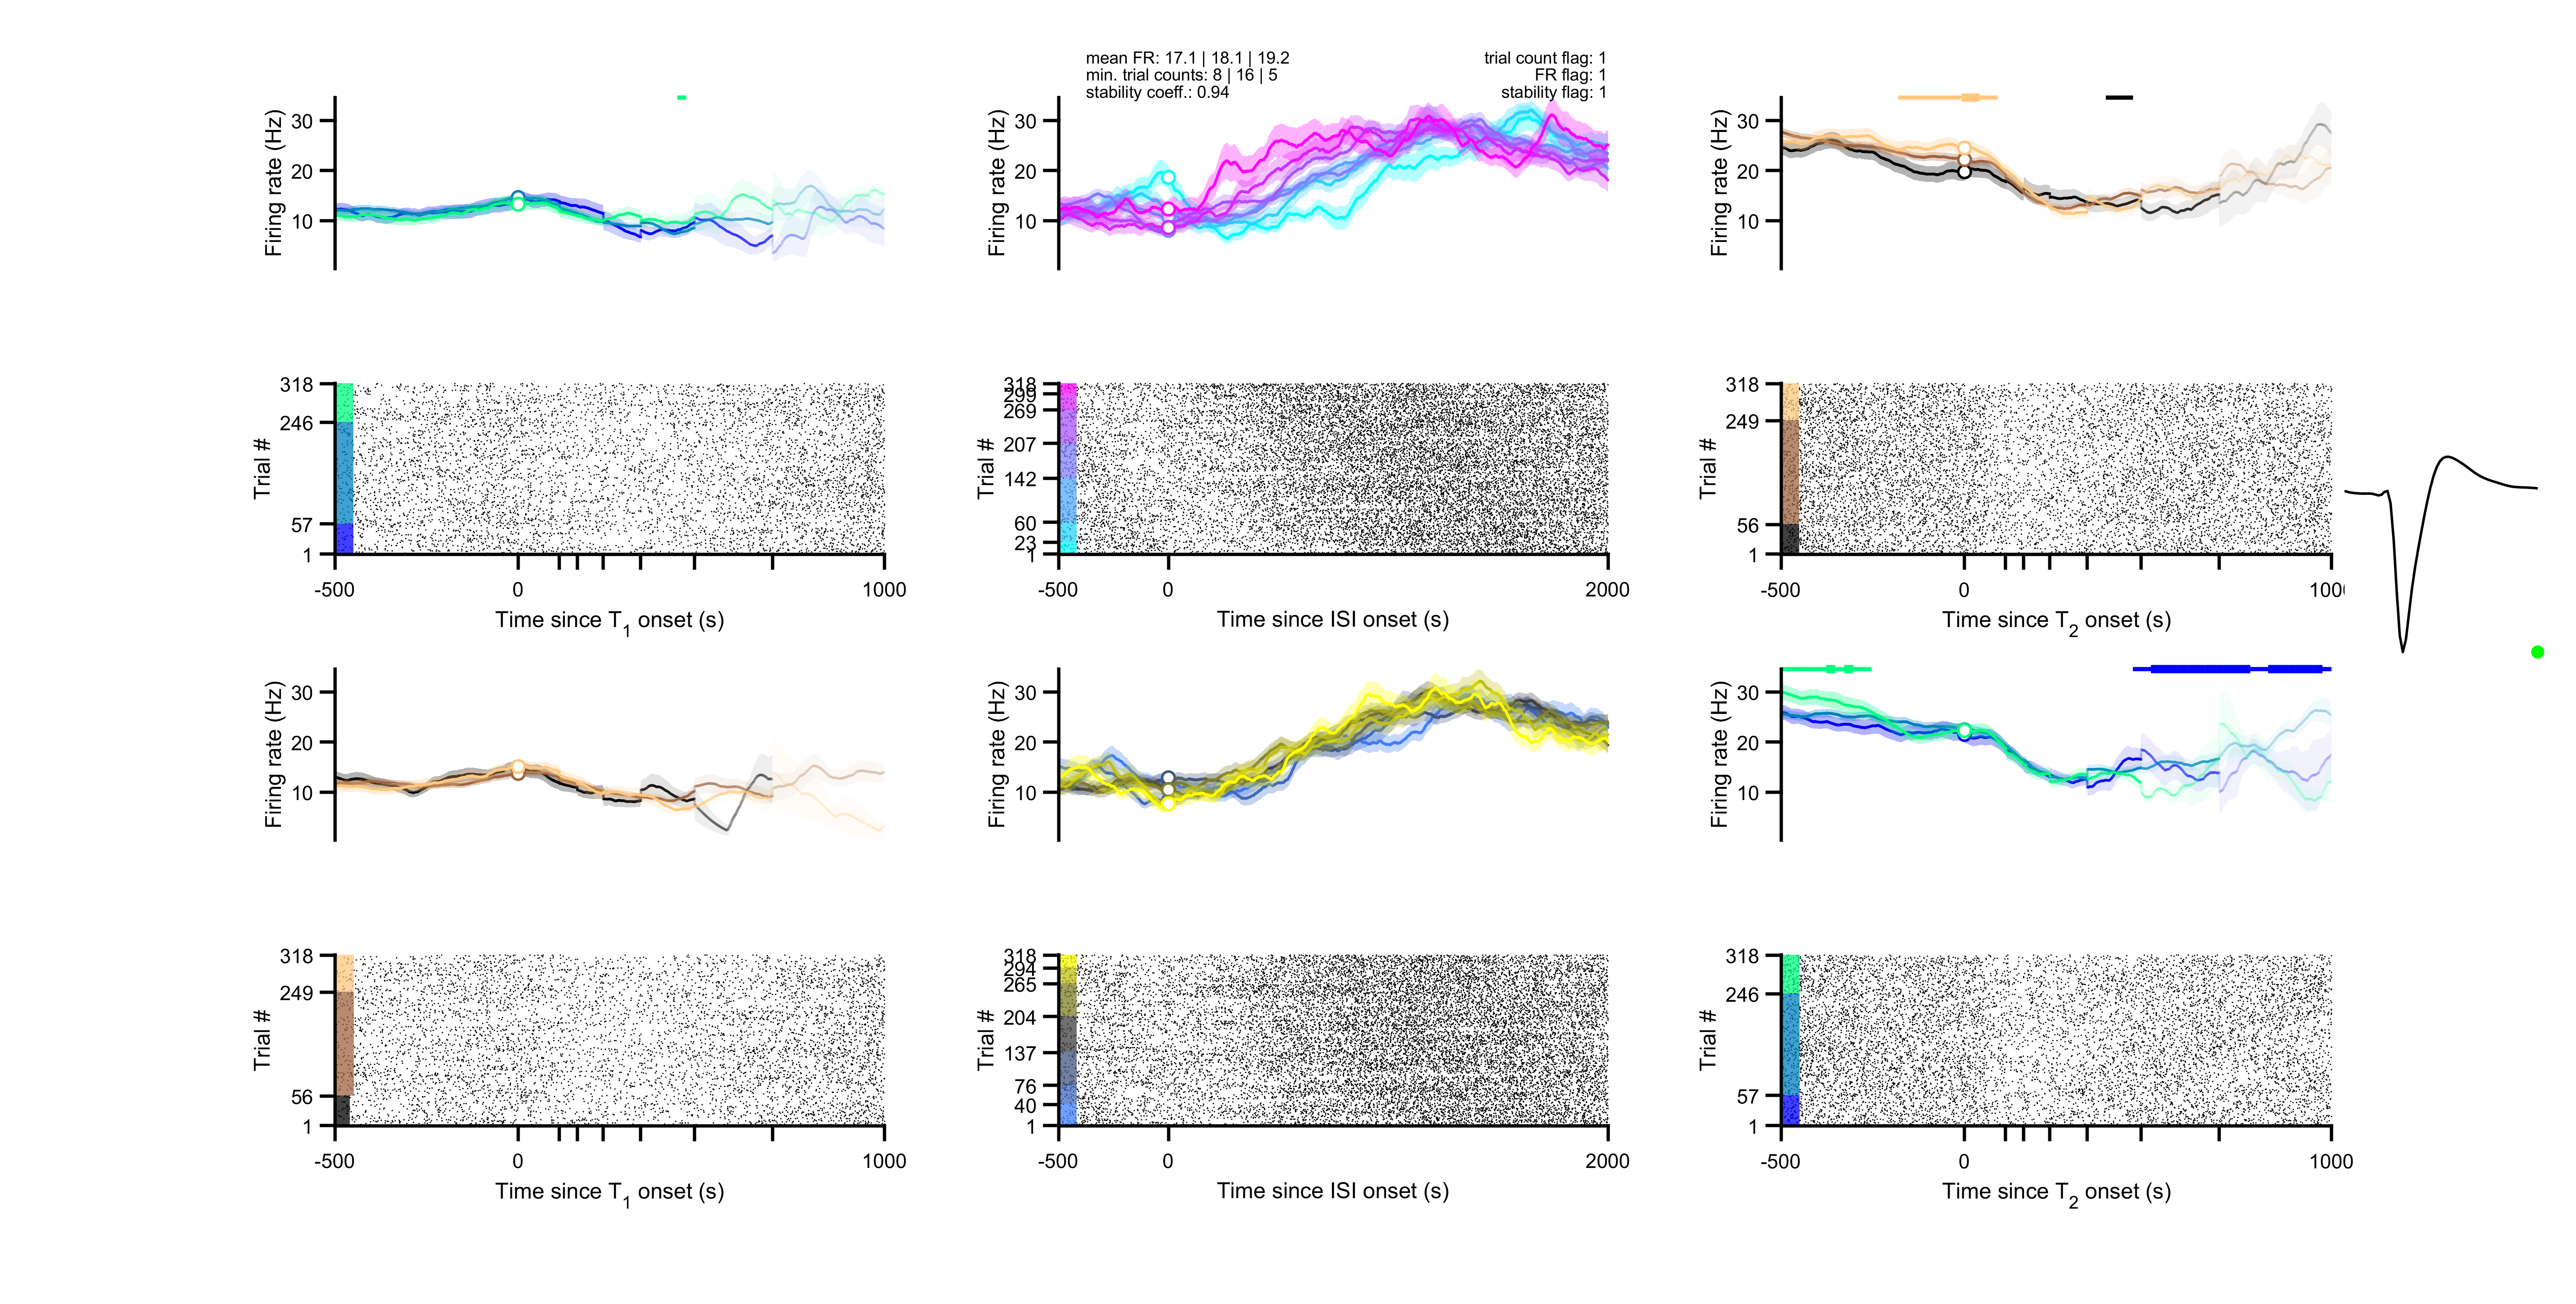 mean FR: 17.1 | 18.1 | 19.2
min. trial counts: 8 | 16 | 5
stability coeff.: 0.94
trial count flag: 1
FR flag: 1
stability flag: 1
Firing rate (Hz)
30
20
10
Firing rate (Hz)
30
20
10
Firing rate (Hz)
30
20
10
Trial #
318
246
57
1
-500
0
1000
Time since T1 onset (s)
Trial #
318
299
269
207
142
60
23
1
-500
0
2000
Time since ISI onset (s)
Trial #
318
249
56
1
-500
0
1000
Time since T2 onset (s)
Firing rate (Hz)
30
20
10
Firing rate (Hz)
30
20
10
Firing rate (Hz)
30
20
10
Trial #
318
249
56
1
-500
0
1000
Time since T1 onset (s)
Trial #
318
294
265
204
137
76
40
1
-500
0
2000
Time since ISI onset (s)
Trial #
318
246
57
1
-500
0
1000
Time since T2 onset (s)